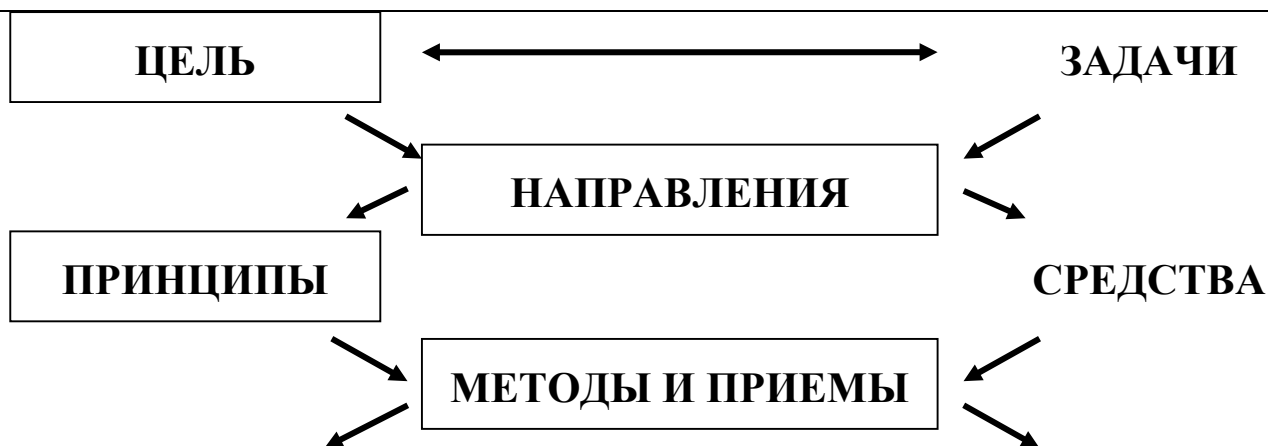 ЦЕЛЬ
ЗАДАЧИ
НАПРАВЛЕНИЯ
ПРИНЦИПЫ
СРЕДСТВА
МЕТОДЫ И ПРИЕМЫ